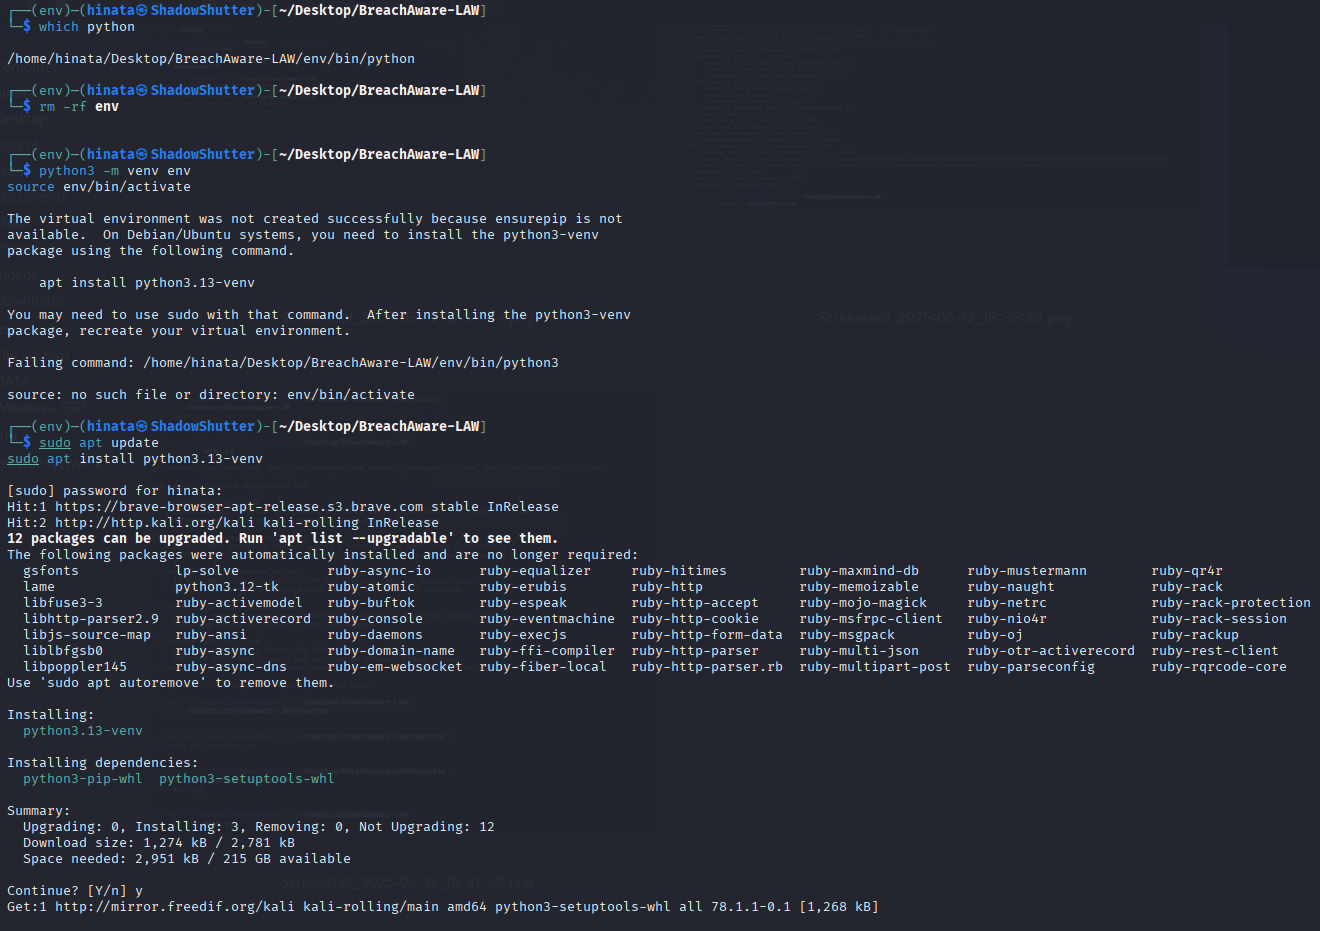 ┌──(env)─(hinata㉿ShadowShutter)-[~/Desktop/BreachAware-LAW]
└─$ which python
/home/hinata/Desktop/BreachAware-LAW/env/bin/python
┌──(env)─(hinata㉿ShadowShutter)-[~/Desktop/BreachAware-LAW]
└─$ rm -rf env
┌──(env)─(hinata㉿ShadowShutter)-[~/Desktop/BreachAware-LAW]
└─$ python3 -m venv env
source env/bin/activate
The virtual environment was not created successfully because ensurepip is not
available.  On Debian/Ubuntu systems, you need to install the python3-venv
package using the following command.
    apt install python3.13-venv
You may need to use sudo with that command.  After installing the python3-venv
package, recreate your virtual environment.
Screenshot_2025-06-12_16-36-28.png
Failing command: /home/hinata/Desktop/BreachAware-LAW/env/bin/python3
source: no such file or directory: env/bin/activate
┌──(env)─(hinata㉿ShadowShutter)-[~/Desktop/BreachAware-LAW]
└─$ sudo apt update
sudo apt install python3.13-venv
[sudo] password for hinata:
Hit:1 https://brave-browser-apt-release.s3.brave.com stable InRelease
Hit:2 http://http.kali.org/kali kali-rolling InRelease
12 packages can be upgraded. Run 'apt list --upgradable' to see them.
The following packages were automatically installed and are no longer required:
  gsfonts            lp-solve           ruby-async-io      ruby-equalizer     ruby-hitimes         ruby-maxmind-db      ruby-mustermann        ruby-qr4r
  lame               python3.12-tk      ruby-atomic        ruby-erubis        ruby-http            ruby-memoizable      ruby-naught            ruby-rack
  libfuse3-3         ruby-activemodel   ruby-buftok        ruby-espeak        ruby-http-accept     ruby-mojo-magick     ruby-netrc             ruby-rack-protection
  libhttp-parser2.9  ruby-activerecord  ruby-console       ruby-eventmachine  ruby-http-cookie     ruby-msfrpc-client   ruby-nio4r             ruby-rack-session
  libjs-source-map   ruby-ansi          ruby-daemons       ruby-execjs        ruby-http-form-data  ruby-msgpack         ruby-oj                ruby-rackup
  liblbfgsb0         ruby-async         ruby-domain-name   ruby-ffi-compiler  ruby-http-parser     ruby-multi-json      ruby-otr-activerecord  ruby-rest-client
  libpoppler145      ruby-async-dns     ruby-em-websocket  ruby-fiber-local   ruby-http-parser.rb  ruby-multipart-post  ruby-parseconfig       ruby-rqrcode-core
Use 'sudo apt autoremove' to remove them.
Installing:
  python3.13-venv
Installing dependencies:
  python3-pip-whl  python3-setuptools-whl
Summary:
  Upgrading: 0, Installing: 3, Removing: 0, Not Upgrading: 12
  Download size: 1,274 kB / 2,781 kB
  Space needed: 2,951 kB / 215 GB available
Screenshot_2025-06-12_16-37-59.png
Continue? [Y/n] y
Get:1 http://mirror.freedif.org/kali kali-rolling/main amd64 python3-setuptools-whl all 78.1.1-0.1 [1,268 kB]